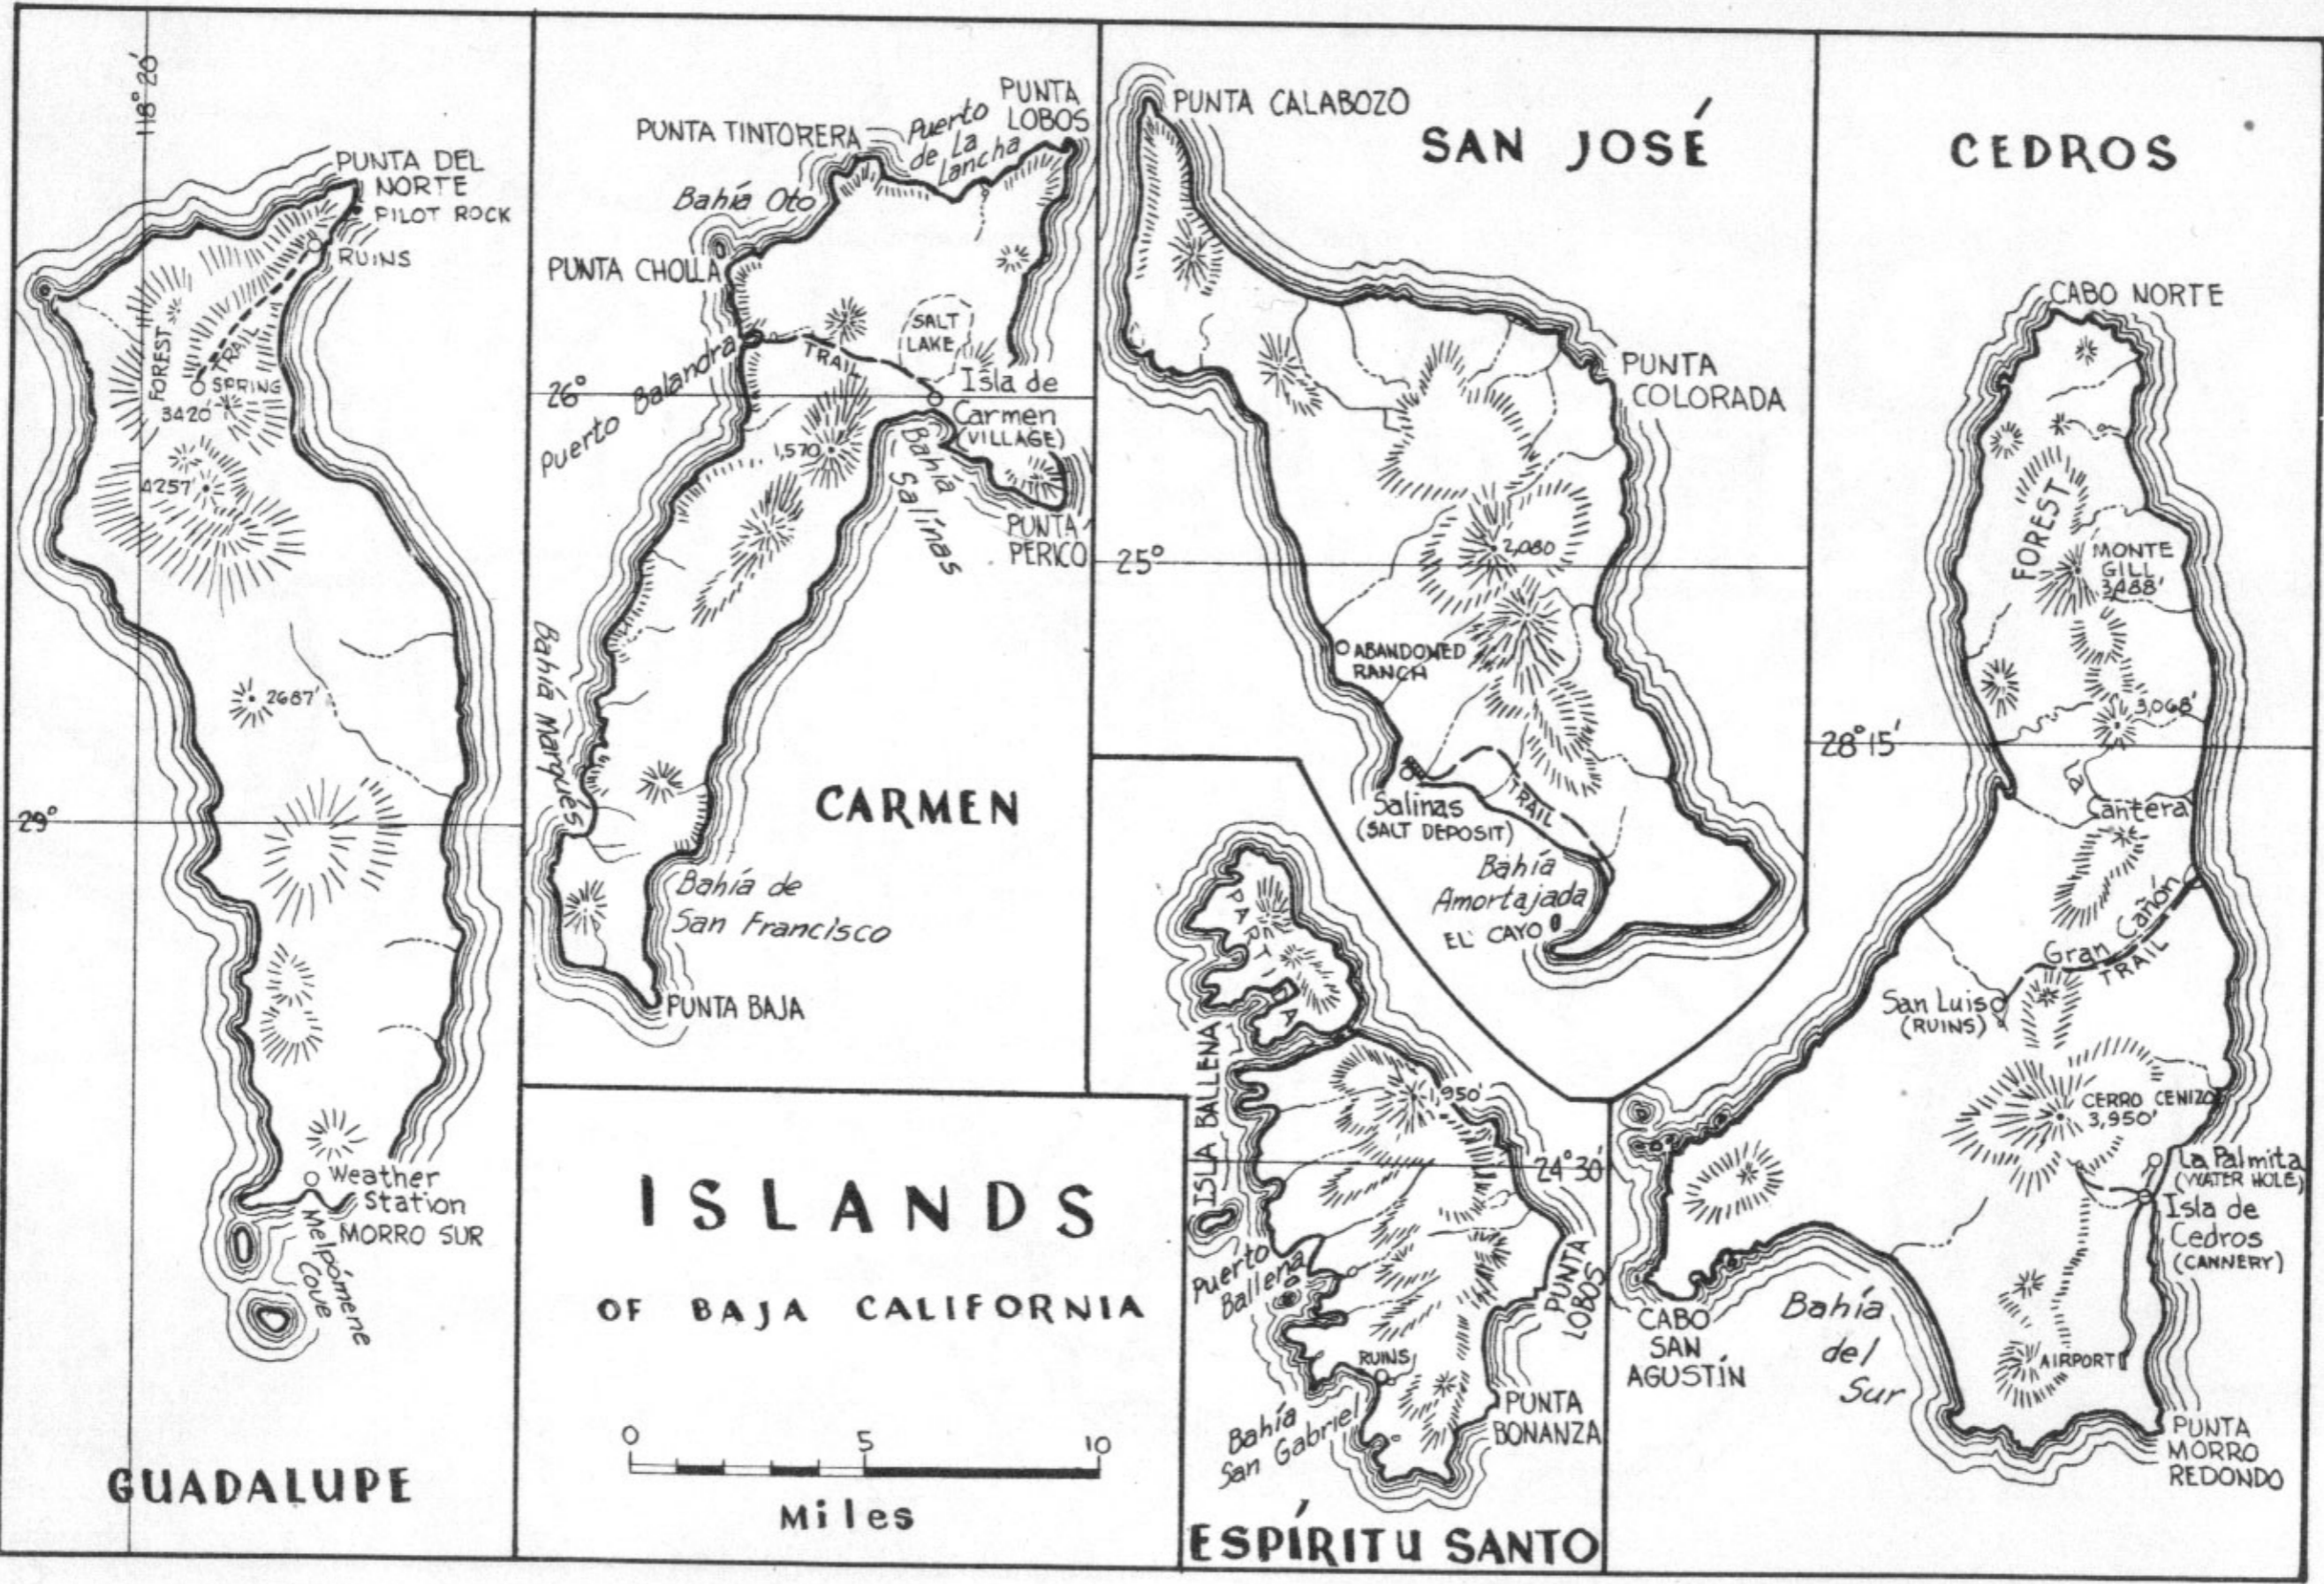 118° 20'
PUNTA DEL
NORTE
PILOT ROCK
RUINS
FOREST
TRAIL
SPRING
3420'
4257'
2687'
29°
Weather
Station
MORRO SUR
Melpómene
Cove
GUADALUPE
PUNTA TINTORERA
Puerto
de La
Lancha
PUNTA
LOBOS
Bahía Oto
PUNTA CHOLLA
SALT
LAKE
TRAIL
Puerto Balandra
26°
Isla de
Carmen
(VILLAGE)
1,570
Bahía
Salinas
PUNTA
PERICO
Bahía Marqués
CARMEN
Bahía de
San Francisco
PUNTA BAJA
ISLANDS
OF BAJA CALIFORNIA
0 5 10
Miles
PUNTA CALABOZO
SAN JOSÉ
PUNTA
COLORADA
25°
2,080
ABANDONED
RANCH
Salinas
(SALT DEPOSIT)
TRAIL
Bahía
Amortajada
EL CAYO
PARTIDA
ISLA BALLENA
1,950'
24° 30'
Puerto
Ballena
PUNTA
LOBOS
RUINS
Bahía
San Gabriel
PUNTA
BONANZA
ESPÍRITU SANTO
CEDROS
CABO NORTE
FOREST
MONTE
GILL
3,488'
3,068'
28° 15'
Cantera
Gran Cañón
TRAIL
San Luis
(RUINS)
CERRO CENIZO
3,950'
La Palmita
(WATER HOLE)
Isla de
Cedros
(CANNERY)
CABO
SAN
AGUSTÍN
Bahía
del
Sur
AIRPORT
PUNTA
MORRO
REDONDO